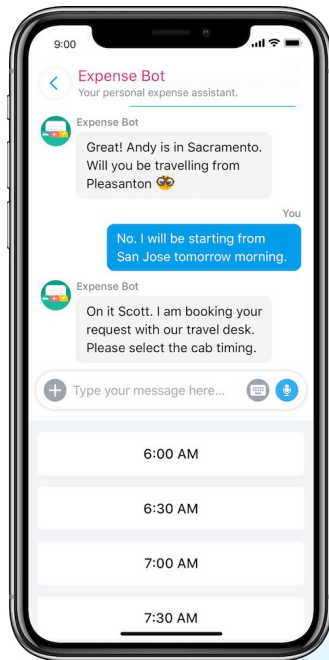 9:00
Expense Bot
Your personal expense assistant.
Expense Bot
Great! Andy is in Sacramento.
Will you be travelling from
Pleasanton
You
No. I will be starting from
San Jose tomorrow morning.
Expense Bot
On it Scott. I am booking your
request with our travel desk.
Please select the cab timing.
Type your message here...
6:00 AM
6:30 AM
7:00 AM
7:30 AM